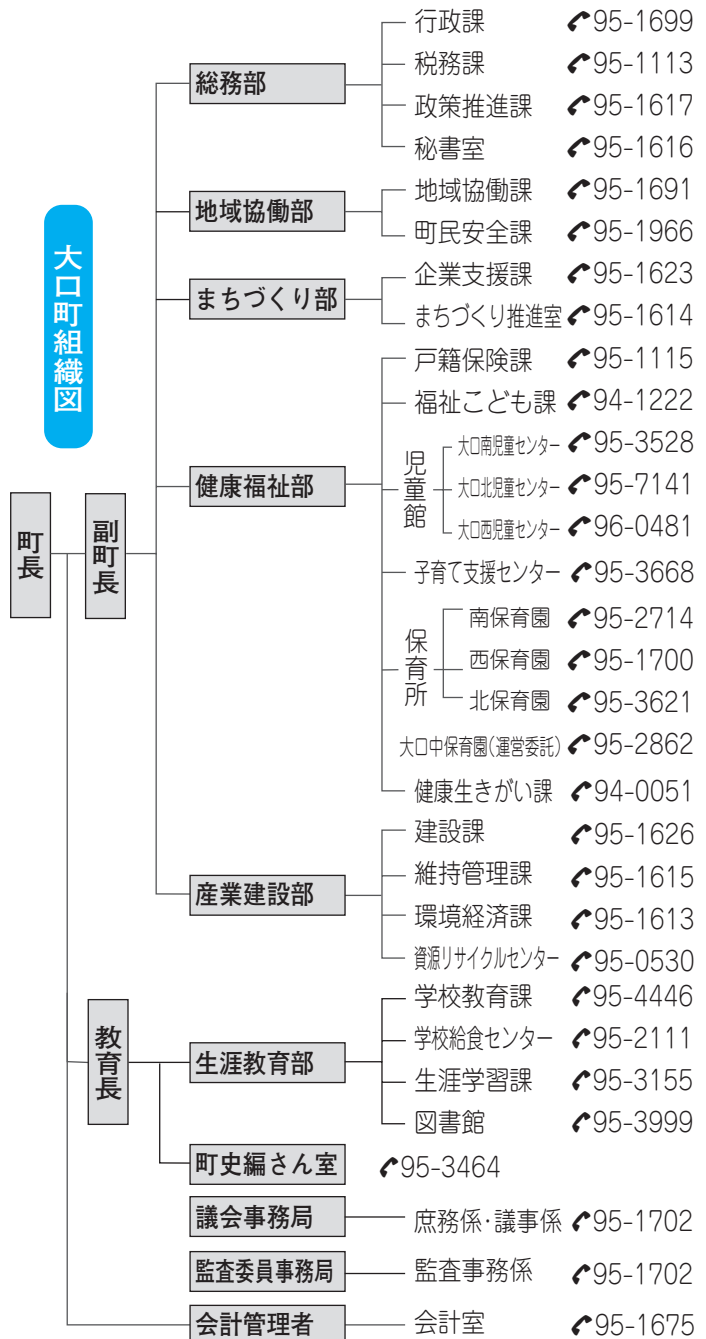 大口町組織図
町長
副町長
総務部
行政課 95-1699
税務課 95-1113
政策推進課 95-1617
秘書室 95-1616
地域協働部
地域協働課 95-1691
町民安全課 95-1966
まちづくり部
企業支援課 95-1623
まちづくり推進室 95-1614
健康福祉部
戸籍保険課 95-1115
福祉こども課 94-1222
児童館
大口南児童センター 95-3528
大口北児童センター 95-7141
大口西児童センター 96-0481
子育て支援センター 95-3668
保育所
南保育園 95-2714
西保育園 95-1700
北保育園 95-3621
大口中保育園(運営委託) 95-2862
健康生きがい課 94-0051
産業建設部
建設課 95-1626
維持管理課 95-1615
環境経済課 95-1613
資源リサイクルセンター 95-0530
教育長
生涯教育部
学校教育課 95-4446
学校給食センター 95-2111
生涯学習課 95-3155
図書館 95-3999
町史編さん室 95-3464
議会事務局 庶務係・議事係 95-1702
監査委員事務局 監査事務係 95-1702
会計管理者 会計室 95-1675